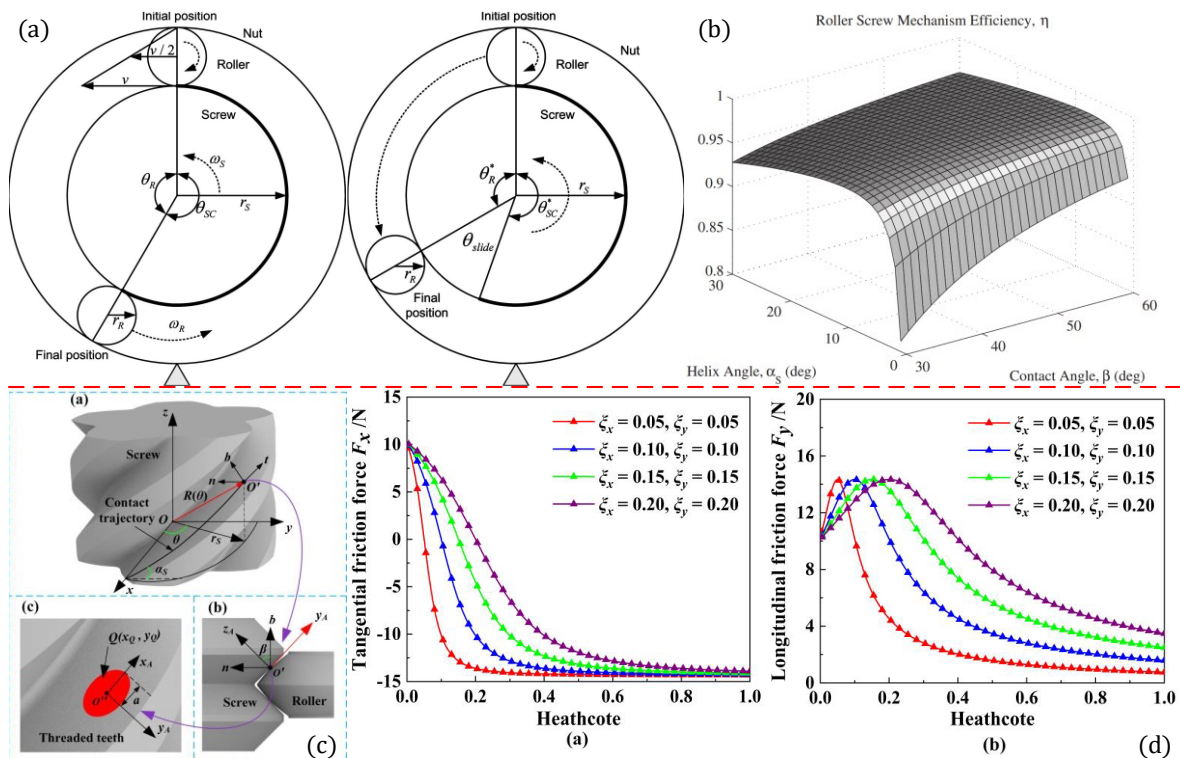 (a)
Initial position
Nut
v / 2
Roller
v
Screw
ω_S
θ_R
r_S
θ_SC
r_R
ω_R
Final position
Initial position
Nut
Roller
Screw
θ*_R
r_S
θ*_SC
θ_slide
r_R
Final
position
(b)
Roller Screw Mechanism Efficiency, η
1
0.95
0.9
0.85
0.8
30
20
10
0
30
40
50
60
Helix Angle, α_S (deg)
Contact Angle, β (deg)
(a)
z
Screw
b
t
n
O'
R(θ)
Contact
trajectory
O
y
θ
r_S
α_S
x
(c)
Q(x_Q, y_Q)
x_A
O'
a
y_A
Threaded teeth
(b)
b
y_A
z_A
β
n
O'
Screw
Roller
(c)
Tangential friction force F_x /N
15
10
5
0
-5
-10
-15
ξ_x = 0.05, ξ_y = 0.05
ξ_x = 0.10, ξ_y = 0.10
ξ_x = 0.15, ξ_y = 0.15
ξ_x = 0.20, ξ_y = 0.20
0.0 0.2 0.4 0.6 0.8 1.0
Heathcote
(a)
Longitudinal friction force F_y /N
20
16
12
8
4
0
ξ_x = 0.05, ξ_y = 0.05
ξ_x = 0.10, ξ_y = 0.10
ξ_x = 0.15, ξ_y = 0.15
ξ_x = 0.20, ξ_y = 0.20
0.0 0.2 0.4 0.6 0.8 1.0
Heathcote
(b)
(d)